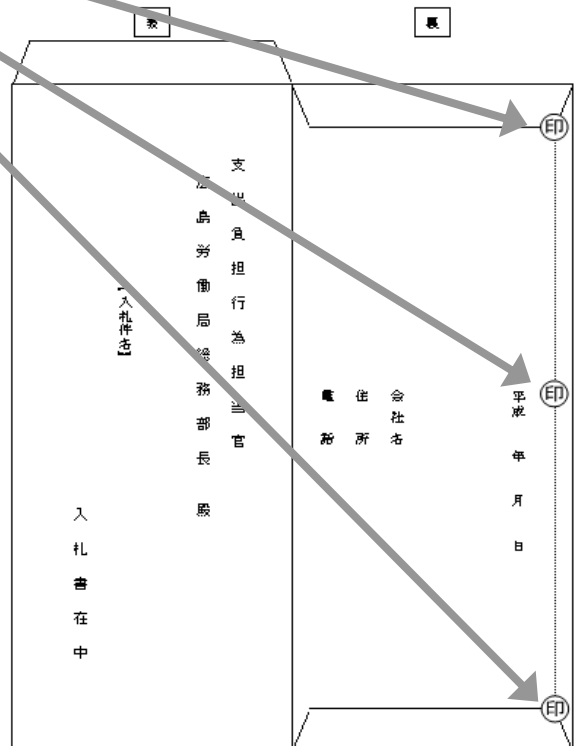 表
裏
支出負担行為担当官
広島労働局総務部長 殿
【入札件名】
入札書在中
印
平成 年 月 日
印
会社名
住所
電話
印